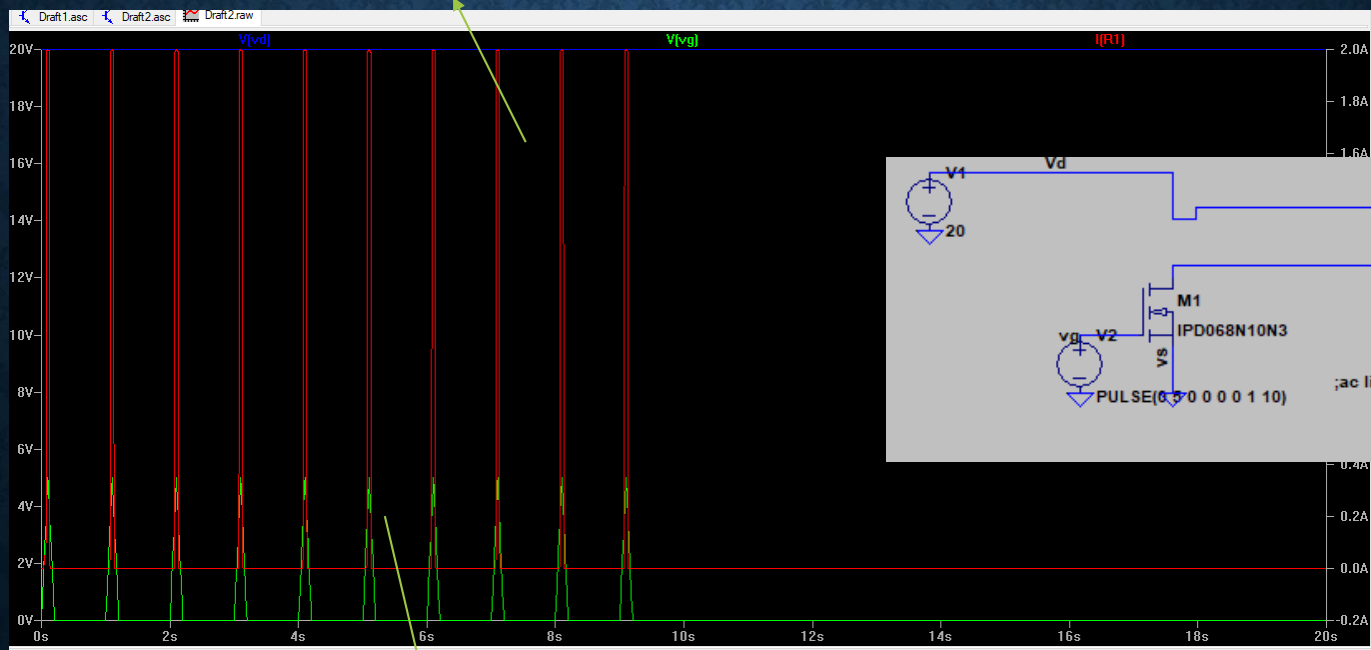 Draft1.asc Draft2.asc Draft2.raw
V(vd) V(vg) I(R1)
20V 2.0A
18V 1.8A
16V 1.6A
14V
12V
10V
8V
6V
4V 0.2A
2V 0.0A
0V -0.2A
0.4A
0s 2s 4s 6s 8s 10s 12s 14s 16s 18s 20s
V1 Vd
20
M1
IPD068N10N3
vg V2
vs
;ac li
PULSE(0 5 0 0 0 0 1 10)